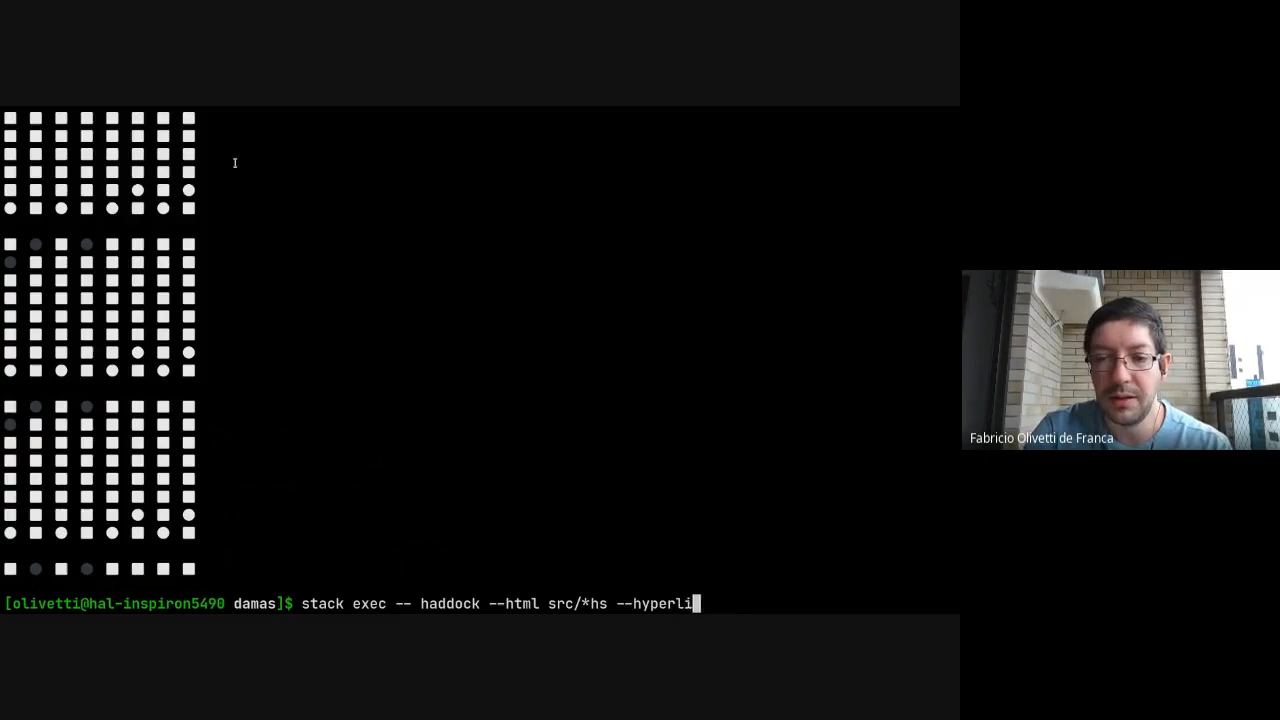 [olivetti@hal-inspiron5490 damas]$ stack exec -- haddock --html src/*hs --hyperli
Fabricio Olivetti de Franca